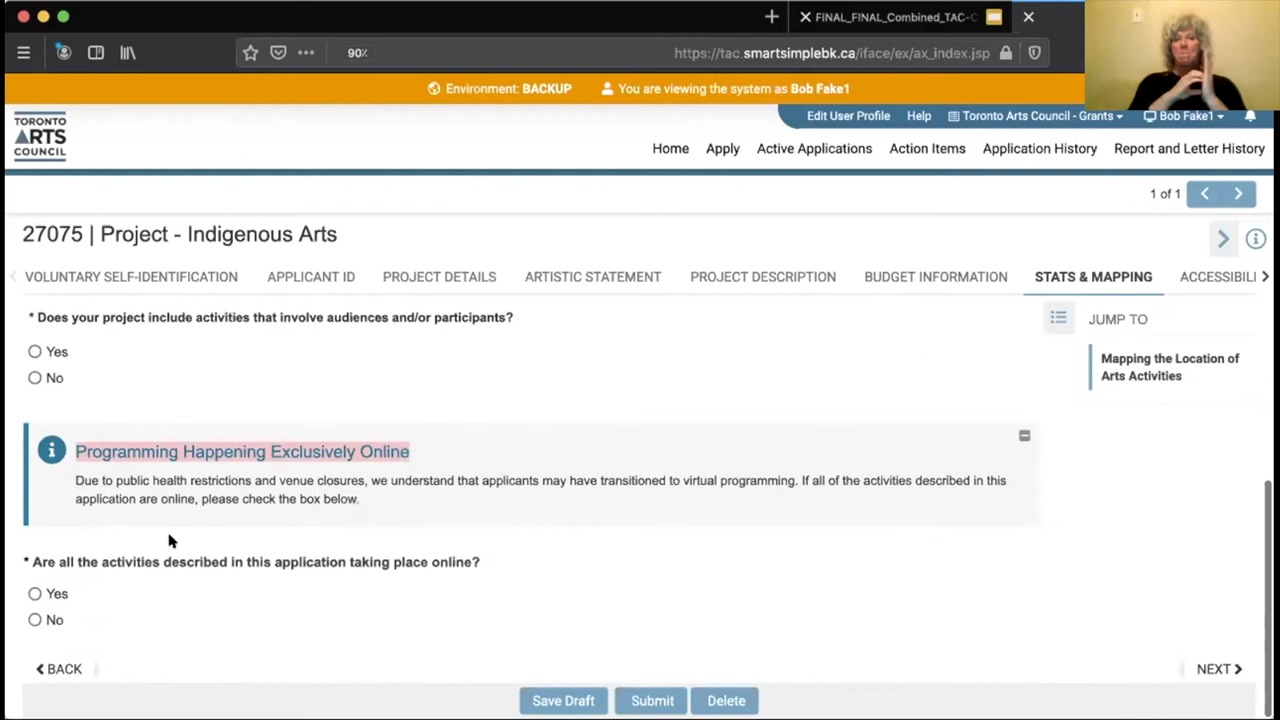 FINAL_FINAL_Combined_TAC-C
90%
https://tac.smartsimplebk.ca/iface/ex/ax_index.jsp
Environment: BACKUP
You are viewing the system as Bob Fake1
TORONTO
ARTS
COUNCIL
Edit User Profile
Help
Toronto Arts Council - Grants
Bob Fake1
Home
Apply
Active Applications
Action Items
Application History
Report and Letter History
1 of 1
27075 | Project - Indigenous Arts
VOLUNTARY SELF-IDENTIFICATION
APPLICANT ID
PROJECT DETAILS
ARTISTIC STATEMENT
PROJECT DESCRIPTION
BUDGET INFORMATION
STATS & MAPPING
ACCESSIBILI
* Does your project include activities that involve audiences and/or participants?
Yes
No
JUMP TO
Mapping the Location of
Arts Activities
Programming Happening Exclusively Online
Due to public health restrictions and venue closures, we understand that applicants may have transitioned to virtual programming. If all of the activities described in this
application are online, please check the box below.
* Are all the activities described in this application taking place online?
Yes
No
BACK
NEXT
Save Draft
Submit
Delete